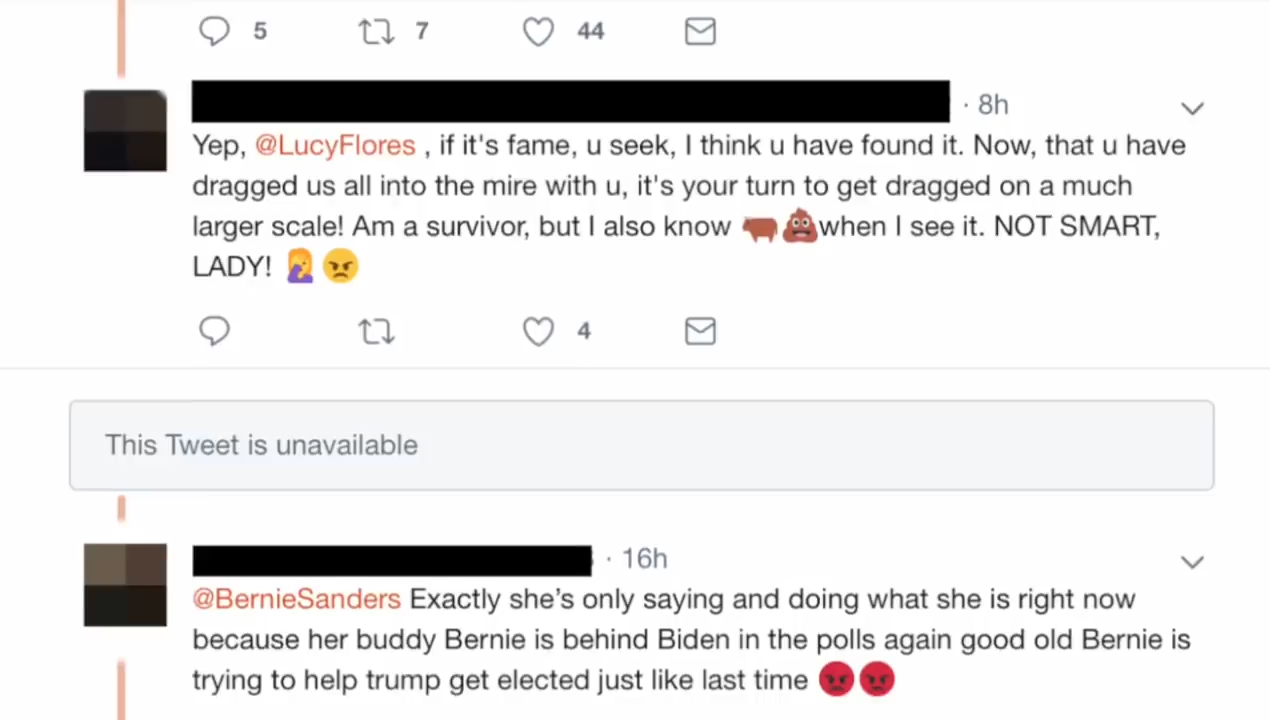 5 7 44
· 8h
Yep, @LucyFlores , if it's fame, u seek, I think u have found it. Now, that u have
dragged us all into the mire with u, it's your turn to get dragged on a much
larger scale! Am a survivor, but I also know 🐂💩when I see it. NOT SMART,
LADY! 🤦‍♀️😠
4
This Tweet is unavailable
· 16h
@BernieSanders Exactly she’s only saying and doing what she is right now
because her buddy Bernie is behind Biden in the polls again good old Bernie is
trying to help trump get elected just like last time 😡😡